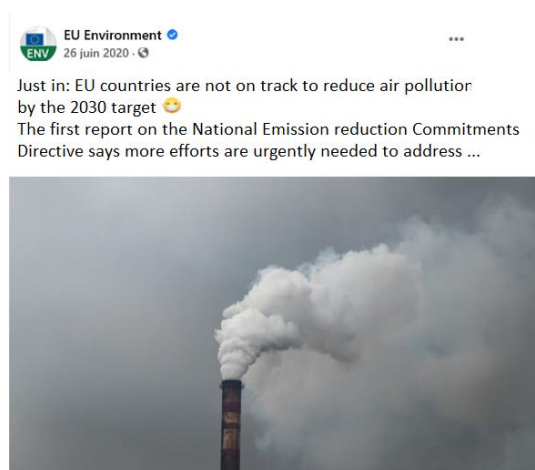 EU Environment
ENV
26 juin 2020 ·
Just in: EU countries are not on track to reduce air pollution
by the 2030 target 😷
The first report on the National Emission reduction Commitments
Directive says more efforts are urgently needed to address ...